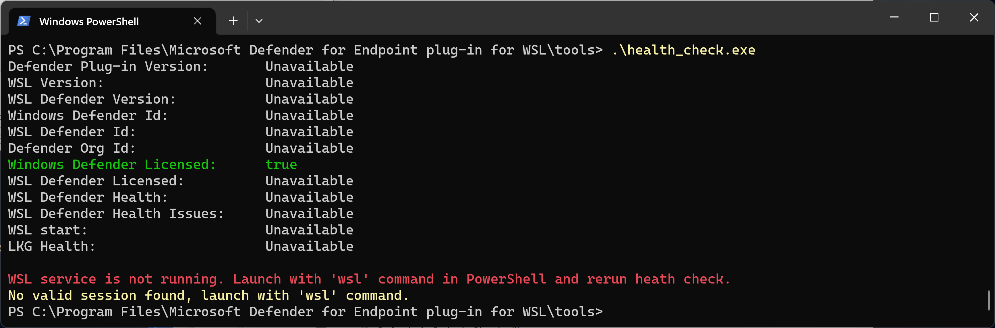 Windows PowerShell
PS C:\Program Files\Microsoft Defender for Endpoint plug-in for WSL\tools> .\health_check.exe
Defender Plug-in Version: Unavailable
WSL Version: Unavailable
WSL Defender Version: Unavailable
Windows Defender Id: Unavailable
WSL Defender Id: Unavailable
Defender Org Id: Unavailable
Windows Defender Licensed: true
WSL Defender Licensed: Unavailable
WSL Defender Health: Unavailable
WSL Defender Health Issues: Unavailable
WSL start: Unavailable
LKG Health: Unavailable
WSL service is not running. Launch with 'wsl' command in PowerShell and rerun heath check.
No valid session found, launch with 'wsl' command.
PS C:\Program Files\Microsoft Defender for Endpoint plug-in for WSL\tools>